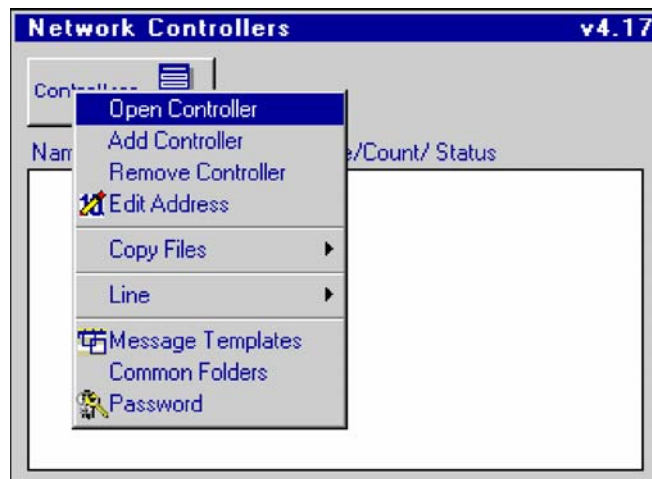 Network Controllers v4.17
Open Controller
Add Controller
/Count/ Status
Remove Controller
Edit Address
Copy Files
Line
Message Templates
Common Folders
Password